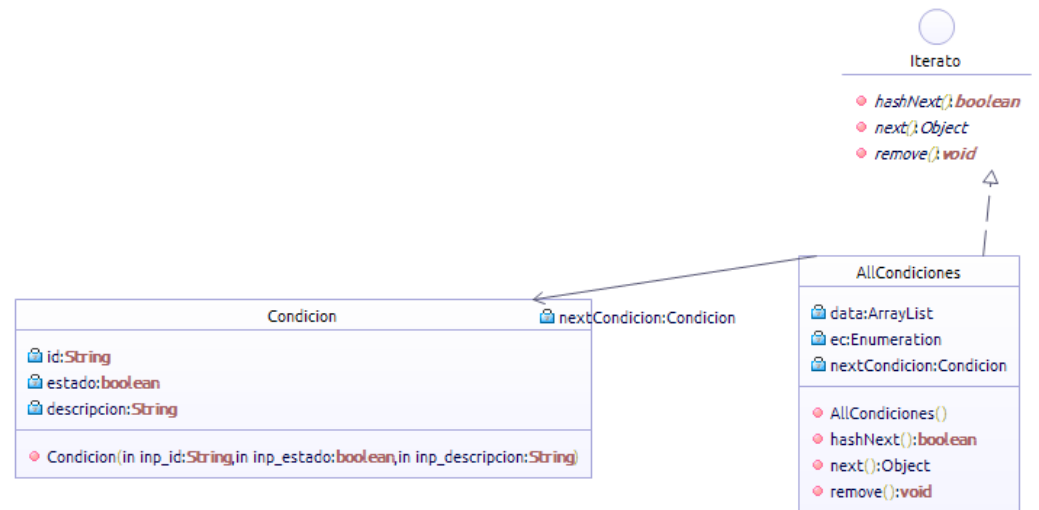 Iterato
hashNext():boolean
next():Object
remove():void
AllCondiciones
data:ArrayList
ec:Enumeration
nextCondicion:Condicion
AllCondiciones()
hashNext():boolean
next():Object
remove():void
Condicion
nextCondicion:Condicion
id:String
estado:boolean
descripcion:String
Condicion(in inp_id:String,in inp_estado:boolean,in inp_descripcion:String)